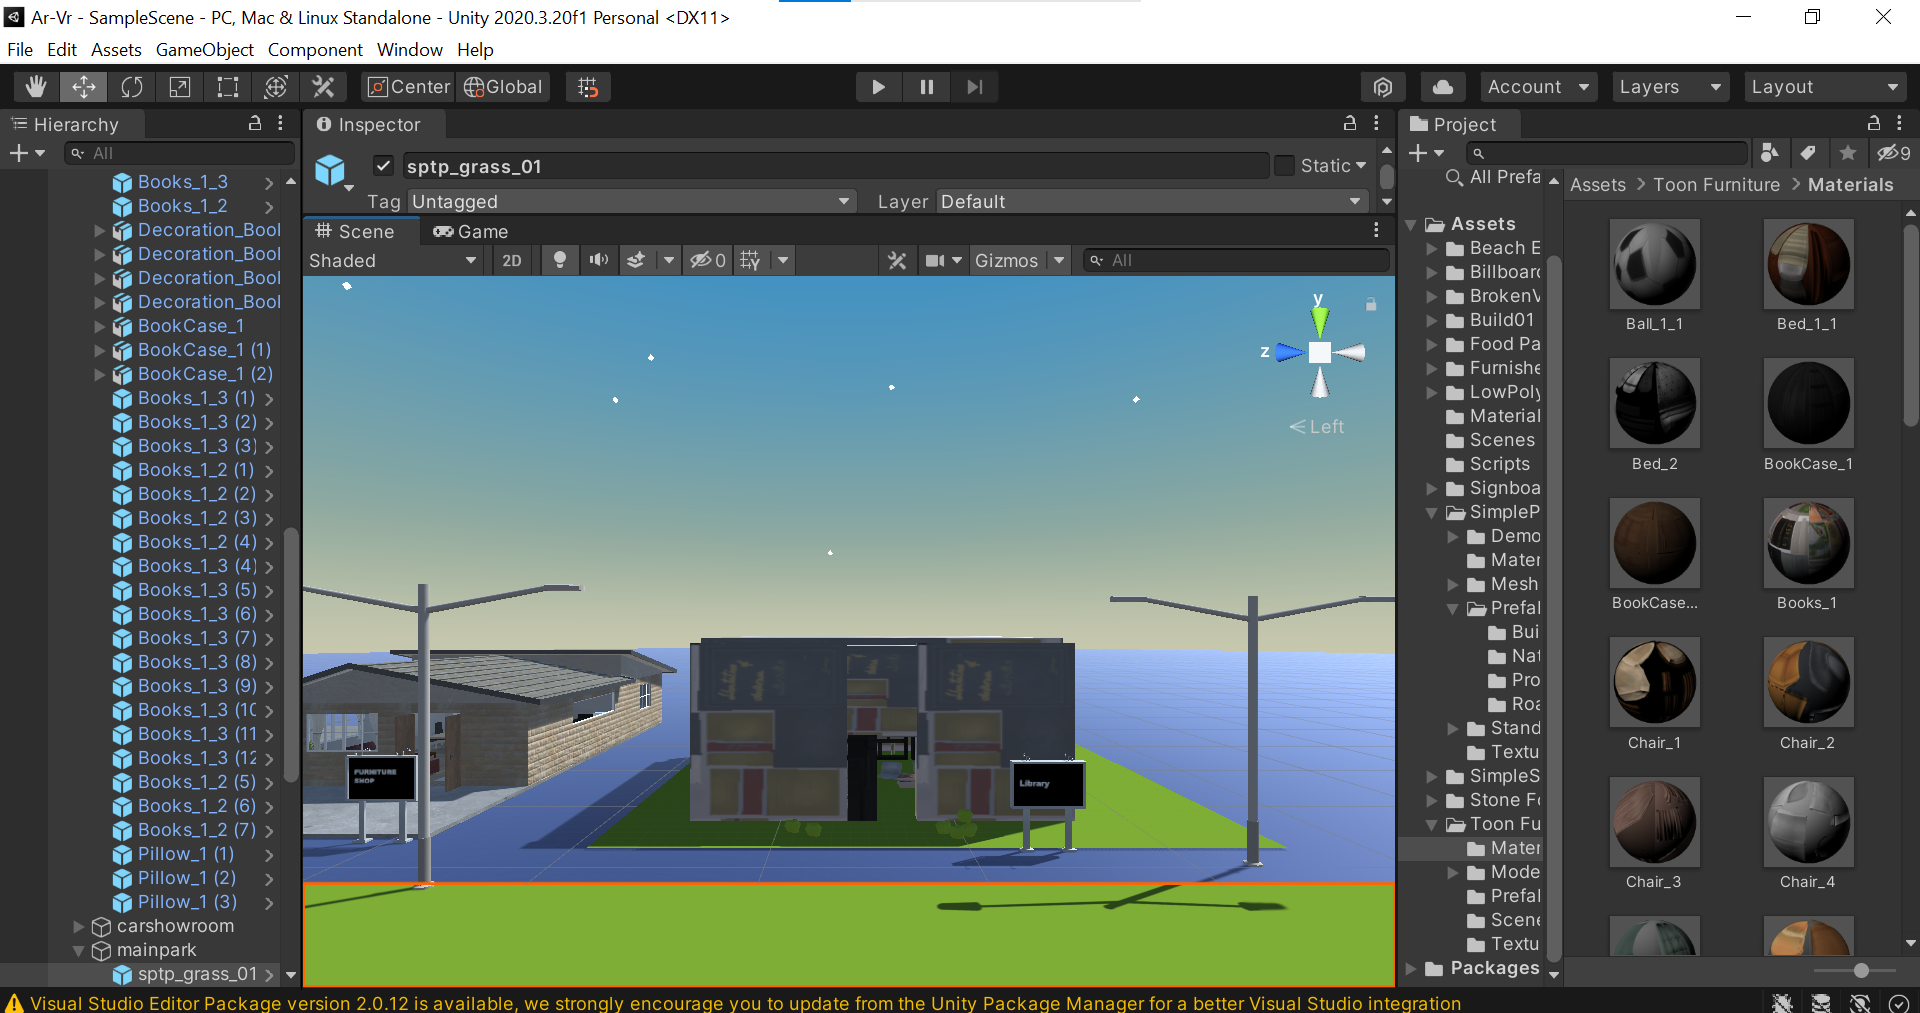 Ar-Vr - SampleScene - PC, Mac & Linux Standalone - Unity 2020.3.20f1 Personal <DX11>
File Edit Assets GameObject Component Window Help
Center Global Account Layers Layout
Hierarchy
All
Books_1_3
Books_1_2
Decoration_Bool
Decoration_Bool
Decoration_Bool
Decoration_Bool
BookCase_1
BookCase_1 (1)
BookCase_1 (2)
Books_1_3 (1)
Books_1_3 (2)
Books_1_3 (3)
Books_1_2 (1)
Books_1_2 (2)
Books_1_2 (3)
Books_1_2 (4)
Books_1_3 (4)
Books_1_3 (5)
Books_1_3 (6)
Books_1_3 (7)
Books_1_3 (8)
Books_1_3 (9)
Books_1_3 (10
Books_1_3 (11
Books_1_3 (12
Books_1_2 (5)
Books_1_2 (6)
Books_1_2 (7)
Pillow_1 (1)
Pillow_1 (2)
Pillow_1 (3)
carshowroom
mainpark
sptp_grass_01
Inspector
sptp_grass_01 Static
Tag Untagged Layer Default
Scene Game
Shaded 2D 0 Gizmos All
y
z
Left
FURNITURE
SHOP
Library
Project
9
All Prefa
Assets
Beach E
Billboard
BrokenV
Build01
Food Pa
Furnishe
LowPoly
Material
Scenes
Scripts
Signboa
SimpleP
Demo
Mater
Mesh
Prefal
Bui
Nat
Pro
Roa
Stand
Textu
SimpleS
Stone Fo
Toon Fu
Mater
Mode
Prefal
Scene
Textu
Packages
Assets > Toon Furniture > Materials
Ball_1_1 Bed_1_1
Bed_2 BookCase_1
BookCase... Books_1
Chair_1 Chair_2
Chair_3 Chair_4
Visual Studio Editor Package version 2.0.12 is available, we strongly encourage you to update from the Unity Package Manager for a better Visual Studio integration